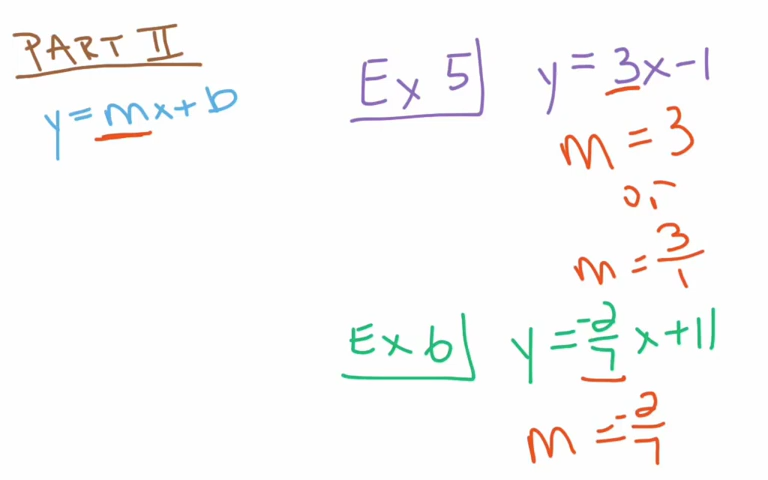 PART II
y = mx + b
Ex 5
y = 3x - 1
m = 3
or
m = 3/1
Ex 6
y = -2/7 x + 11
m = -2/7